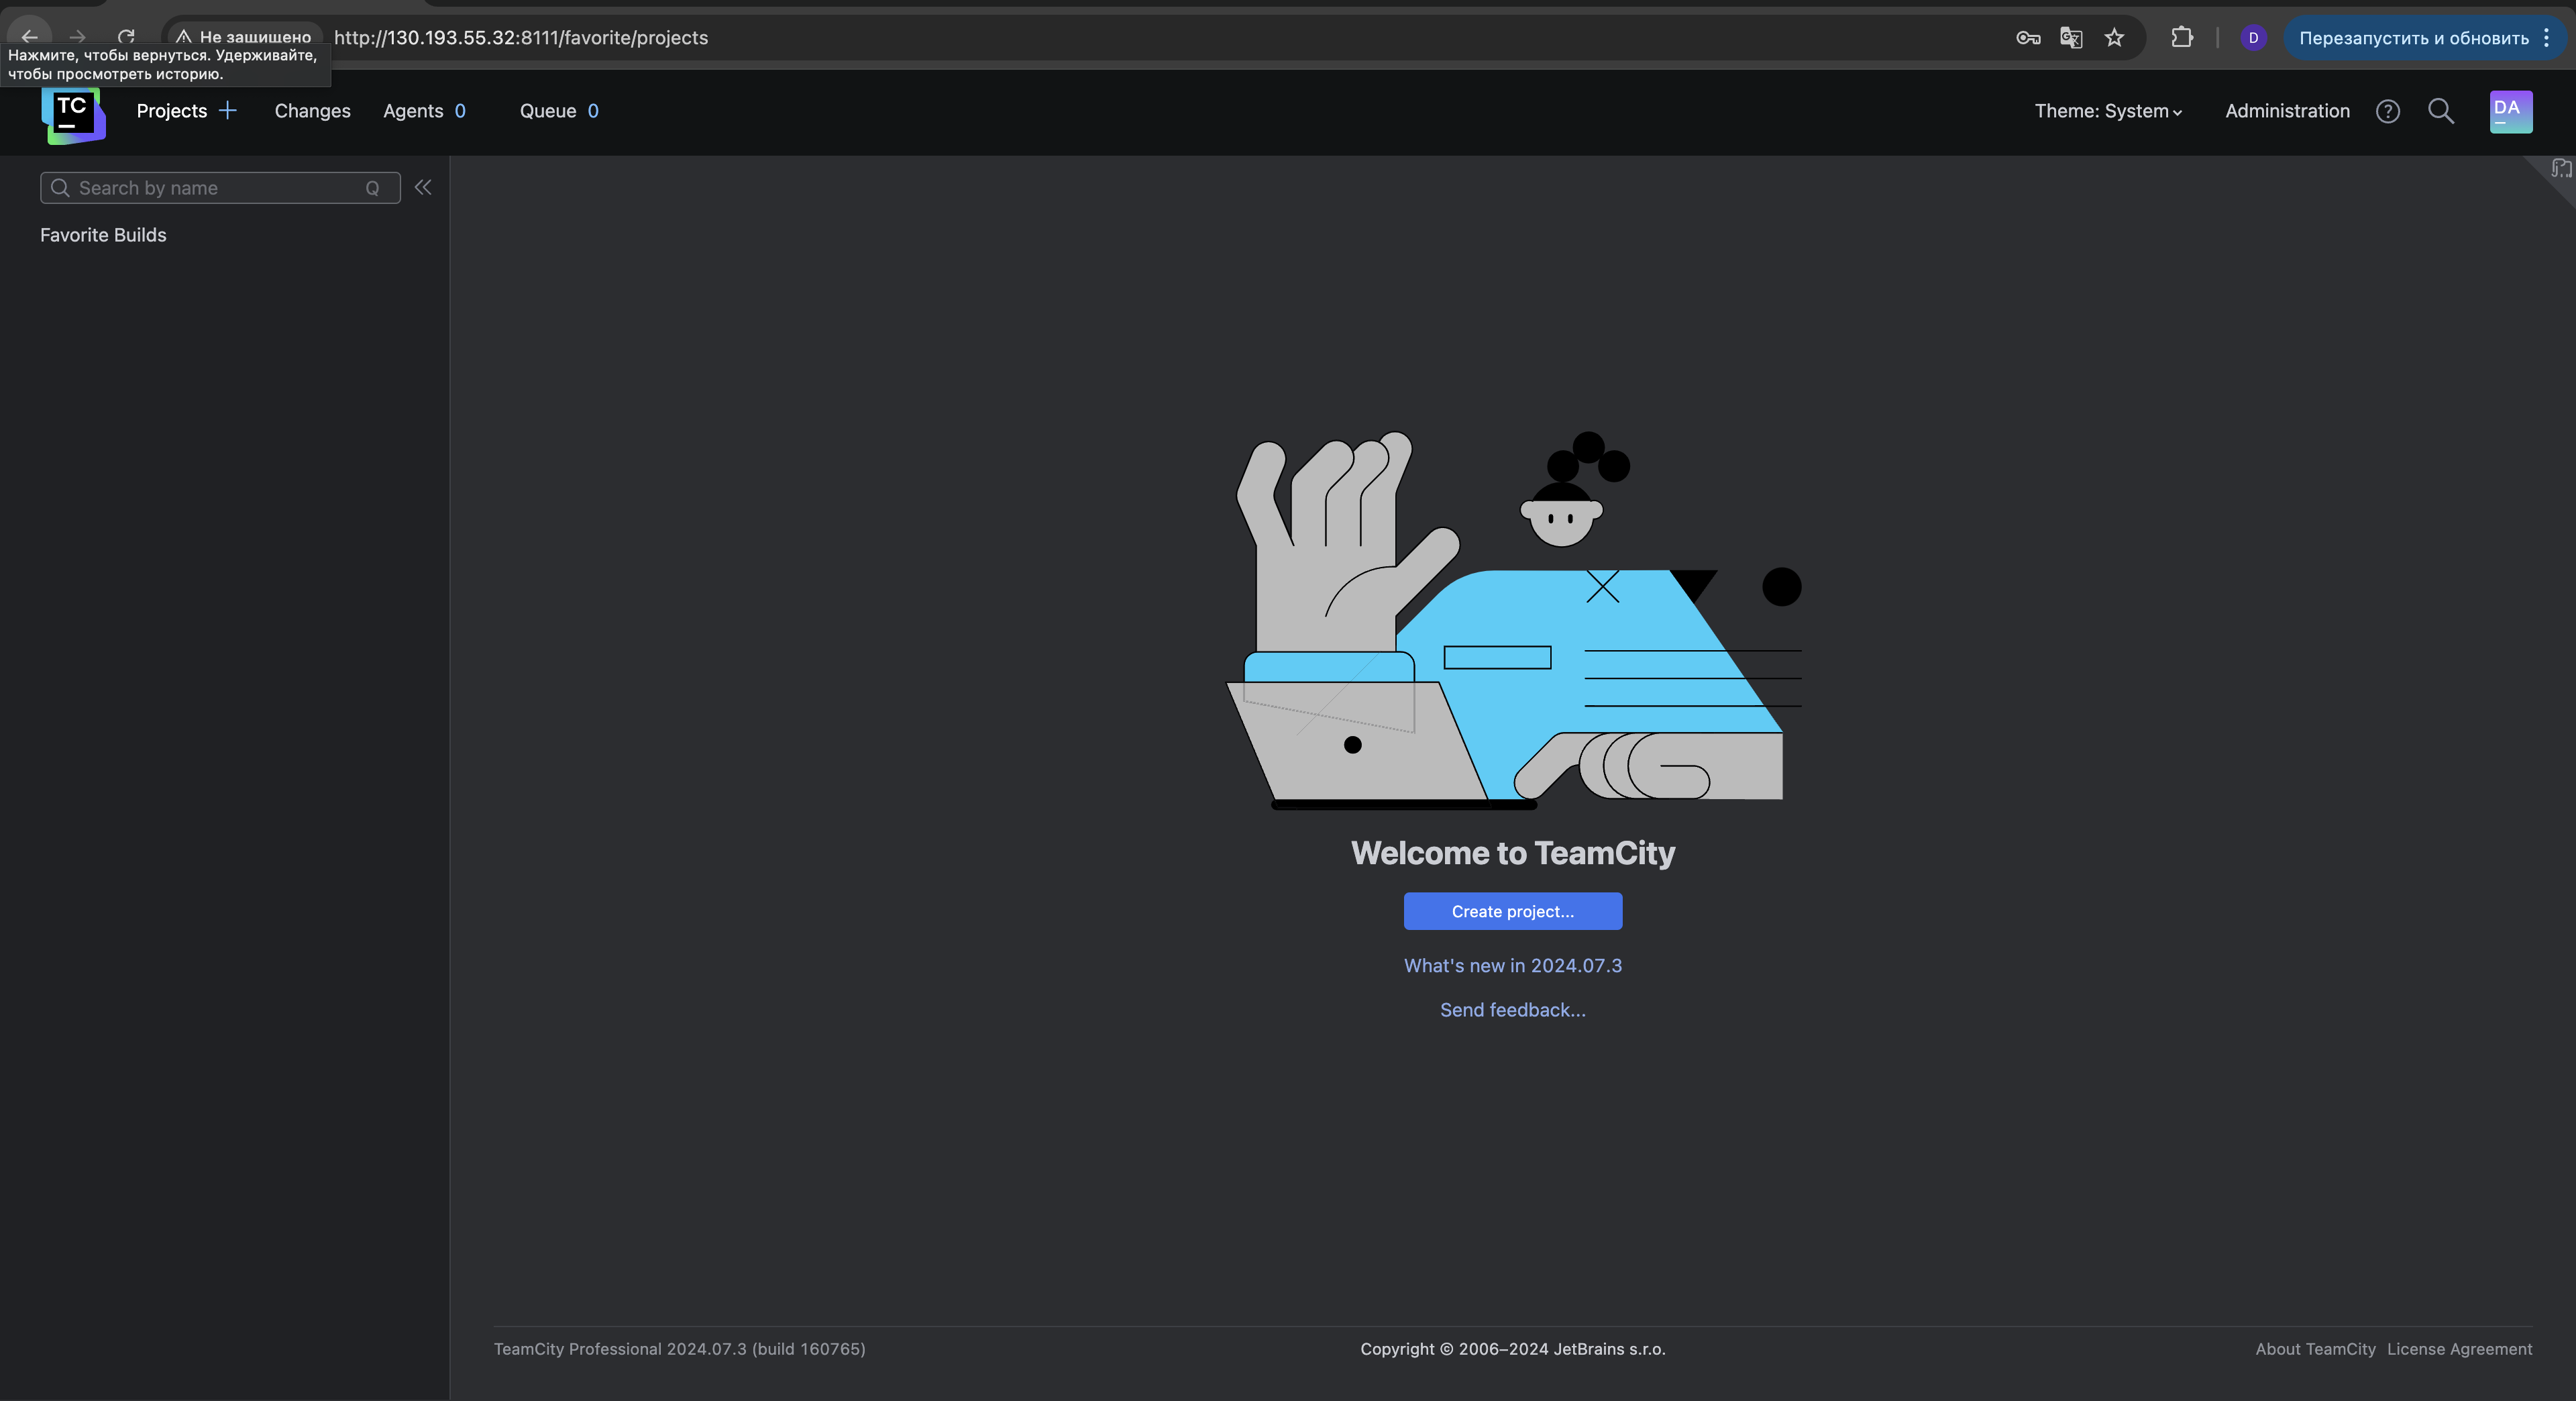 Не защищено
http://130.193.55.32:8111/favorite/projects
D
Перезапустить и обновить
Нажмите, чтобы вернуться. Удерживайте,
чтобы просмотреть историю.
TC
Projects
Changes
Agents 0
Queue 0
Theme: System
Administration
?
DA
Search by name
Q
Favorite Builds
Welcome to TeamCity
Create project...
What's new in 2024.07.3
Send feedback...
TeamCity Professional 2024.07.3 (build 160765)
Copyright © 2006–2024 JetBrains s.r.o.
About TeamCity
License Agreement